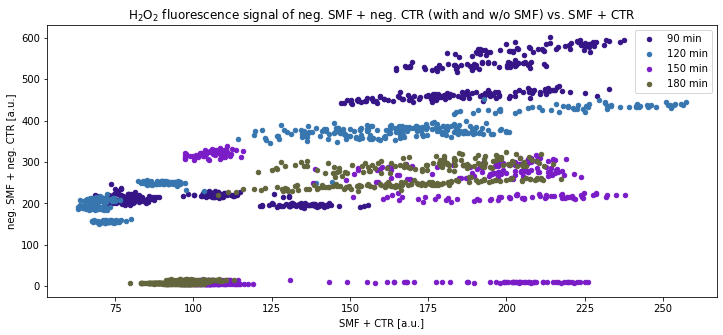 H₂O₂ fluorescence signal of neg. SMF + neg. CTR (with and w/o SMF) vs. SMF + CTR
neg. SMF + neg. CTR [a.u.]
600
500
400
300
200
100
0
90 min
120 min
150 min
180 min
75 100 125 150 175 200 225 250
SMF + CTR [a.u.]